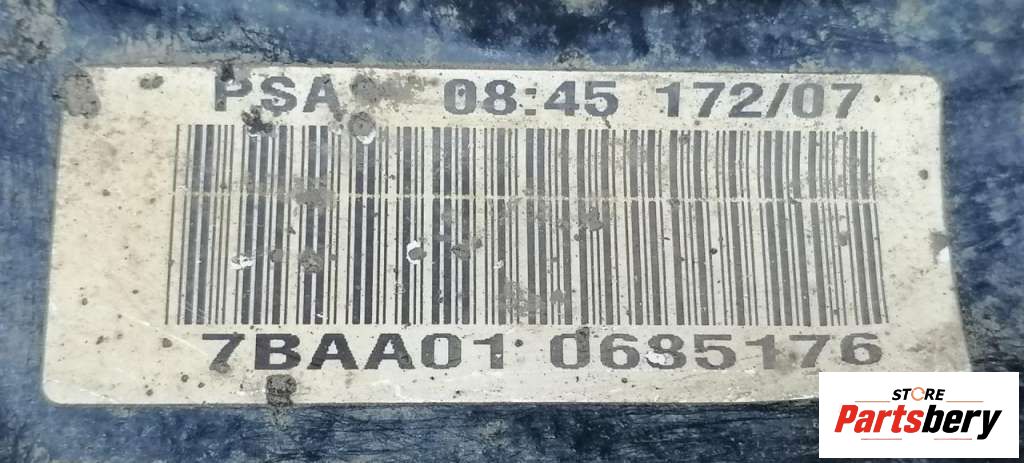 PSA 08:45 172/07
7BAA01 0685176
STORE
Partsbery